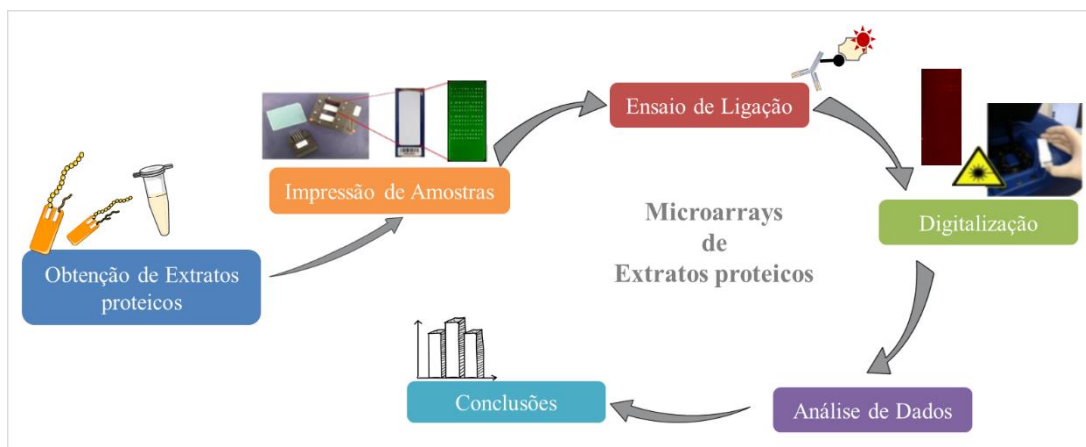 Obtenção de Extratos
proteicos
Impressão de Amostras
Ensaio de Ligação
Digitalização
Análise de Dados
Conclusões
Microarrays
de
Extratos proteicos